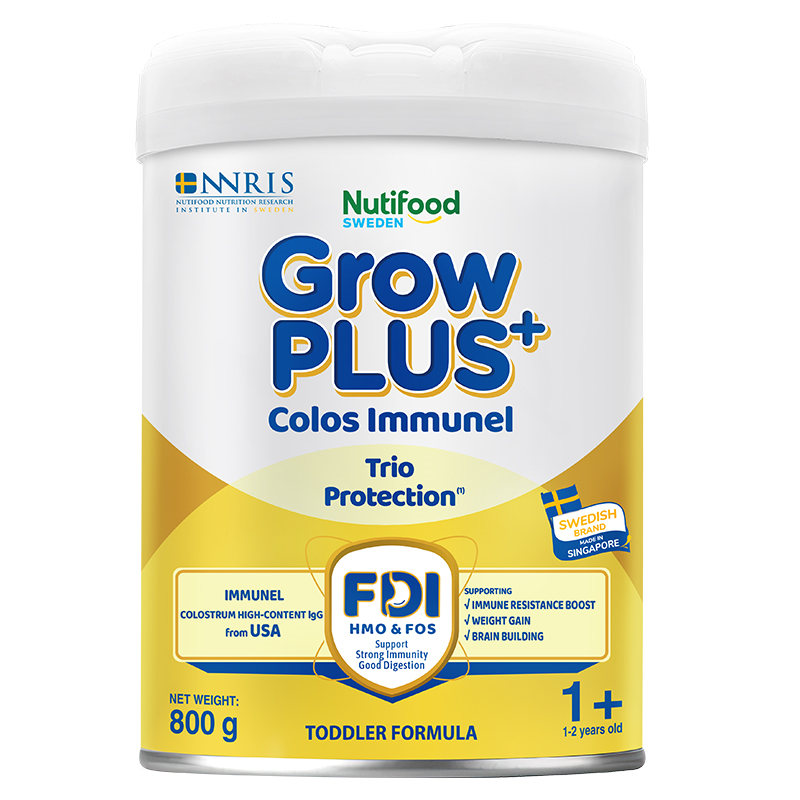 NNRIS
NUTIFOOD NUTRITION RESEARCH
INSTITUTE IN SWEDEN
Nutifood
SWEDEN
GROW
PLUS+
Colos Immunel
Trio
Protection(1)
SWEDISH
BRAND
MADE IN
SINGAPORE
IMMUNEL
COLOSTRUM HIGH-CONTENT IgG
from USA
FDI
HMO & FOS
Support
Strong Immunity
Good Digestion
SUPPORTING
√ IMMUNE RESISTANCE BOOST
√ WEIGHT GAIN
√ BRAIN BUILDING
NET WEIGHT:
800 g
TODDLER FORMULA
1+
1-2 years old